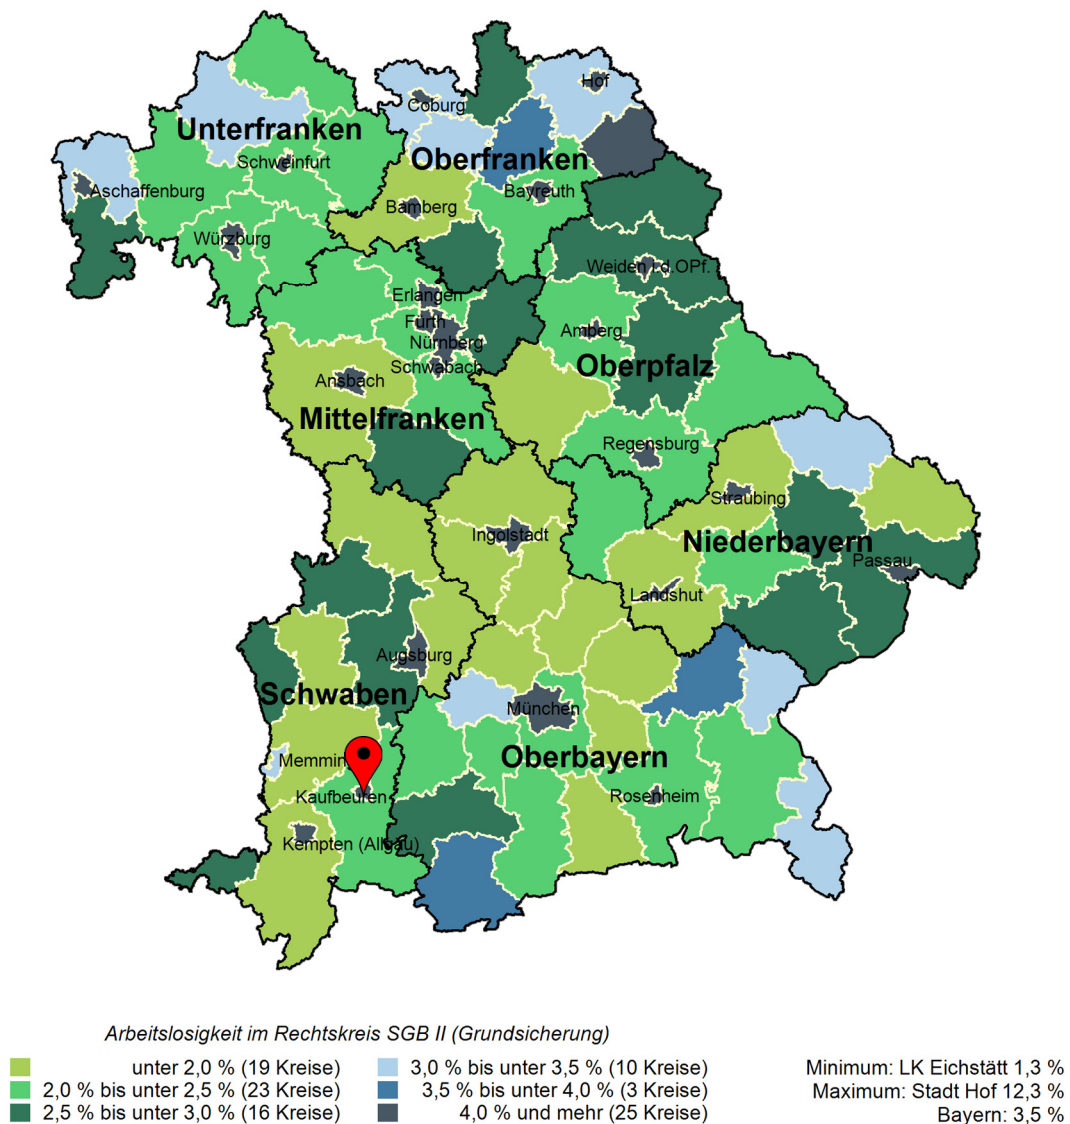 Hof
Coburg
Unterfranken
Oberfranken
Schweinfurt
Aschaffenburg
Bayreuth
Bamberg
Würzburg
Weiden i.d.OPf.
Erlangen
Fürth
Amberg
Nürnberg
Schwabach
Oberpfalz
Ansbach
Mittelfranken
Regensburg
Straubing
Ingolstadt
Niederbayern
Passau
Landshut
Augsburg
Schwaben
München
Oberbayern
Memmin
Kaufbeuren
Rosenheim
Kempten (Allgäu)
Arbeitslosigkeit im Rechtskreis SGB II (Grundsicherung)
unter 2,0 % (19 Kreise)
2,0 % bis unter 2,5 % (23 Kreise)
2,5 % bis unter 3,0 % (16 Kreise)
3,0 % bis unter 3,5 % (10 Kreise)
3,5 % bis unter 4,0 % (3 Kreise)
4,0 % und mehr (25 Kreise)
Minimum: LK Eichstätt 1,3 %
Maximum: Stadt Hof 12,3 %
Bayern: 3,5 %